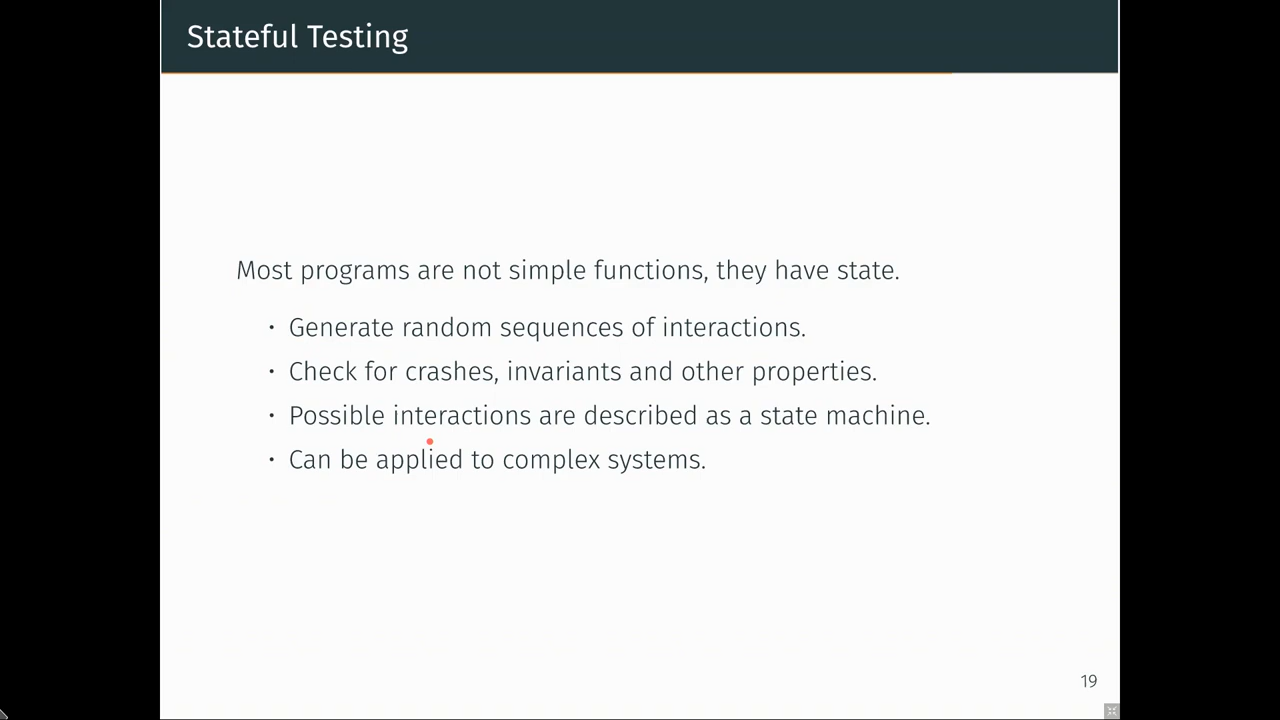 Stateful Testing
Most programs are not simple functions, they have state.
• Generate random sequences of interactions.
• Check for crashes, invariants and other properties.
• Possible interactions are described as a state machine.
• Can be applied to complex systems.
19